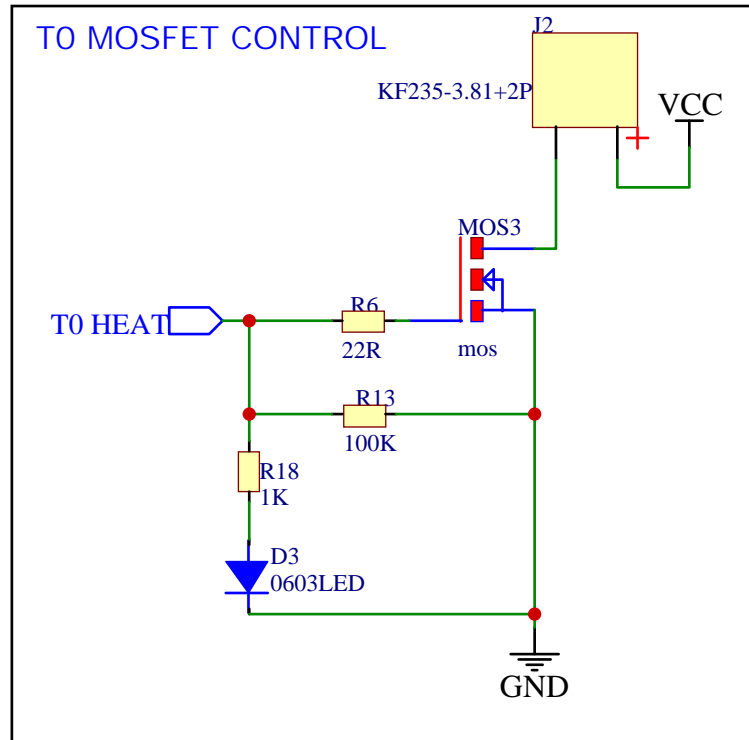 T0 MOSFET CONTROL
J2
KF235-3.81+2P
VCC
MOS3
T0 HEAT
R6
22R
mos
R13
100K
R18
1K
D3
0603LED
GND